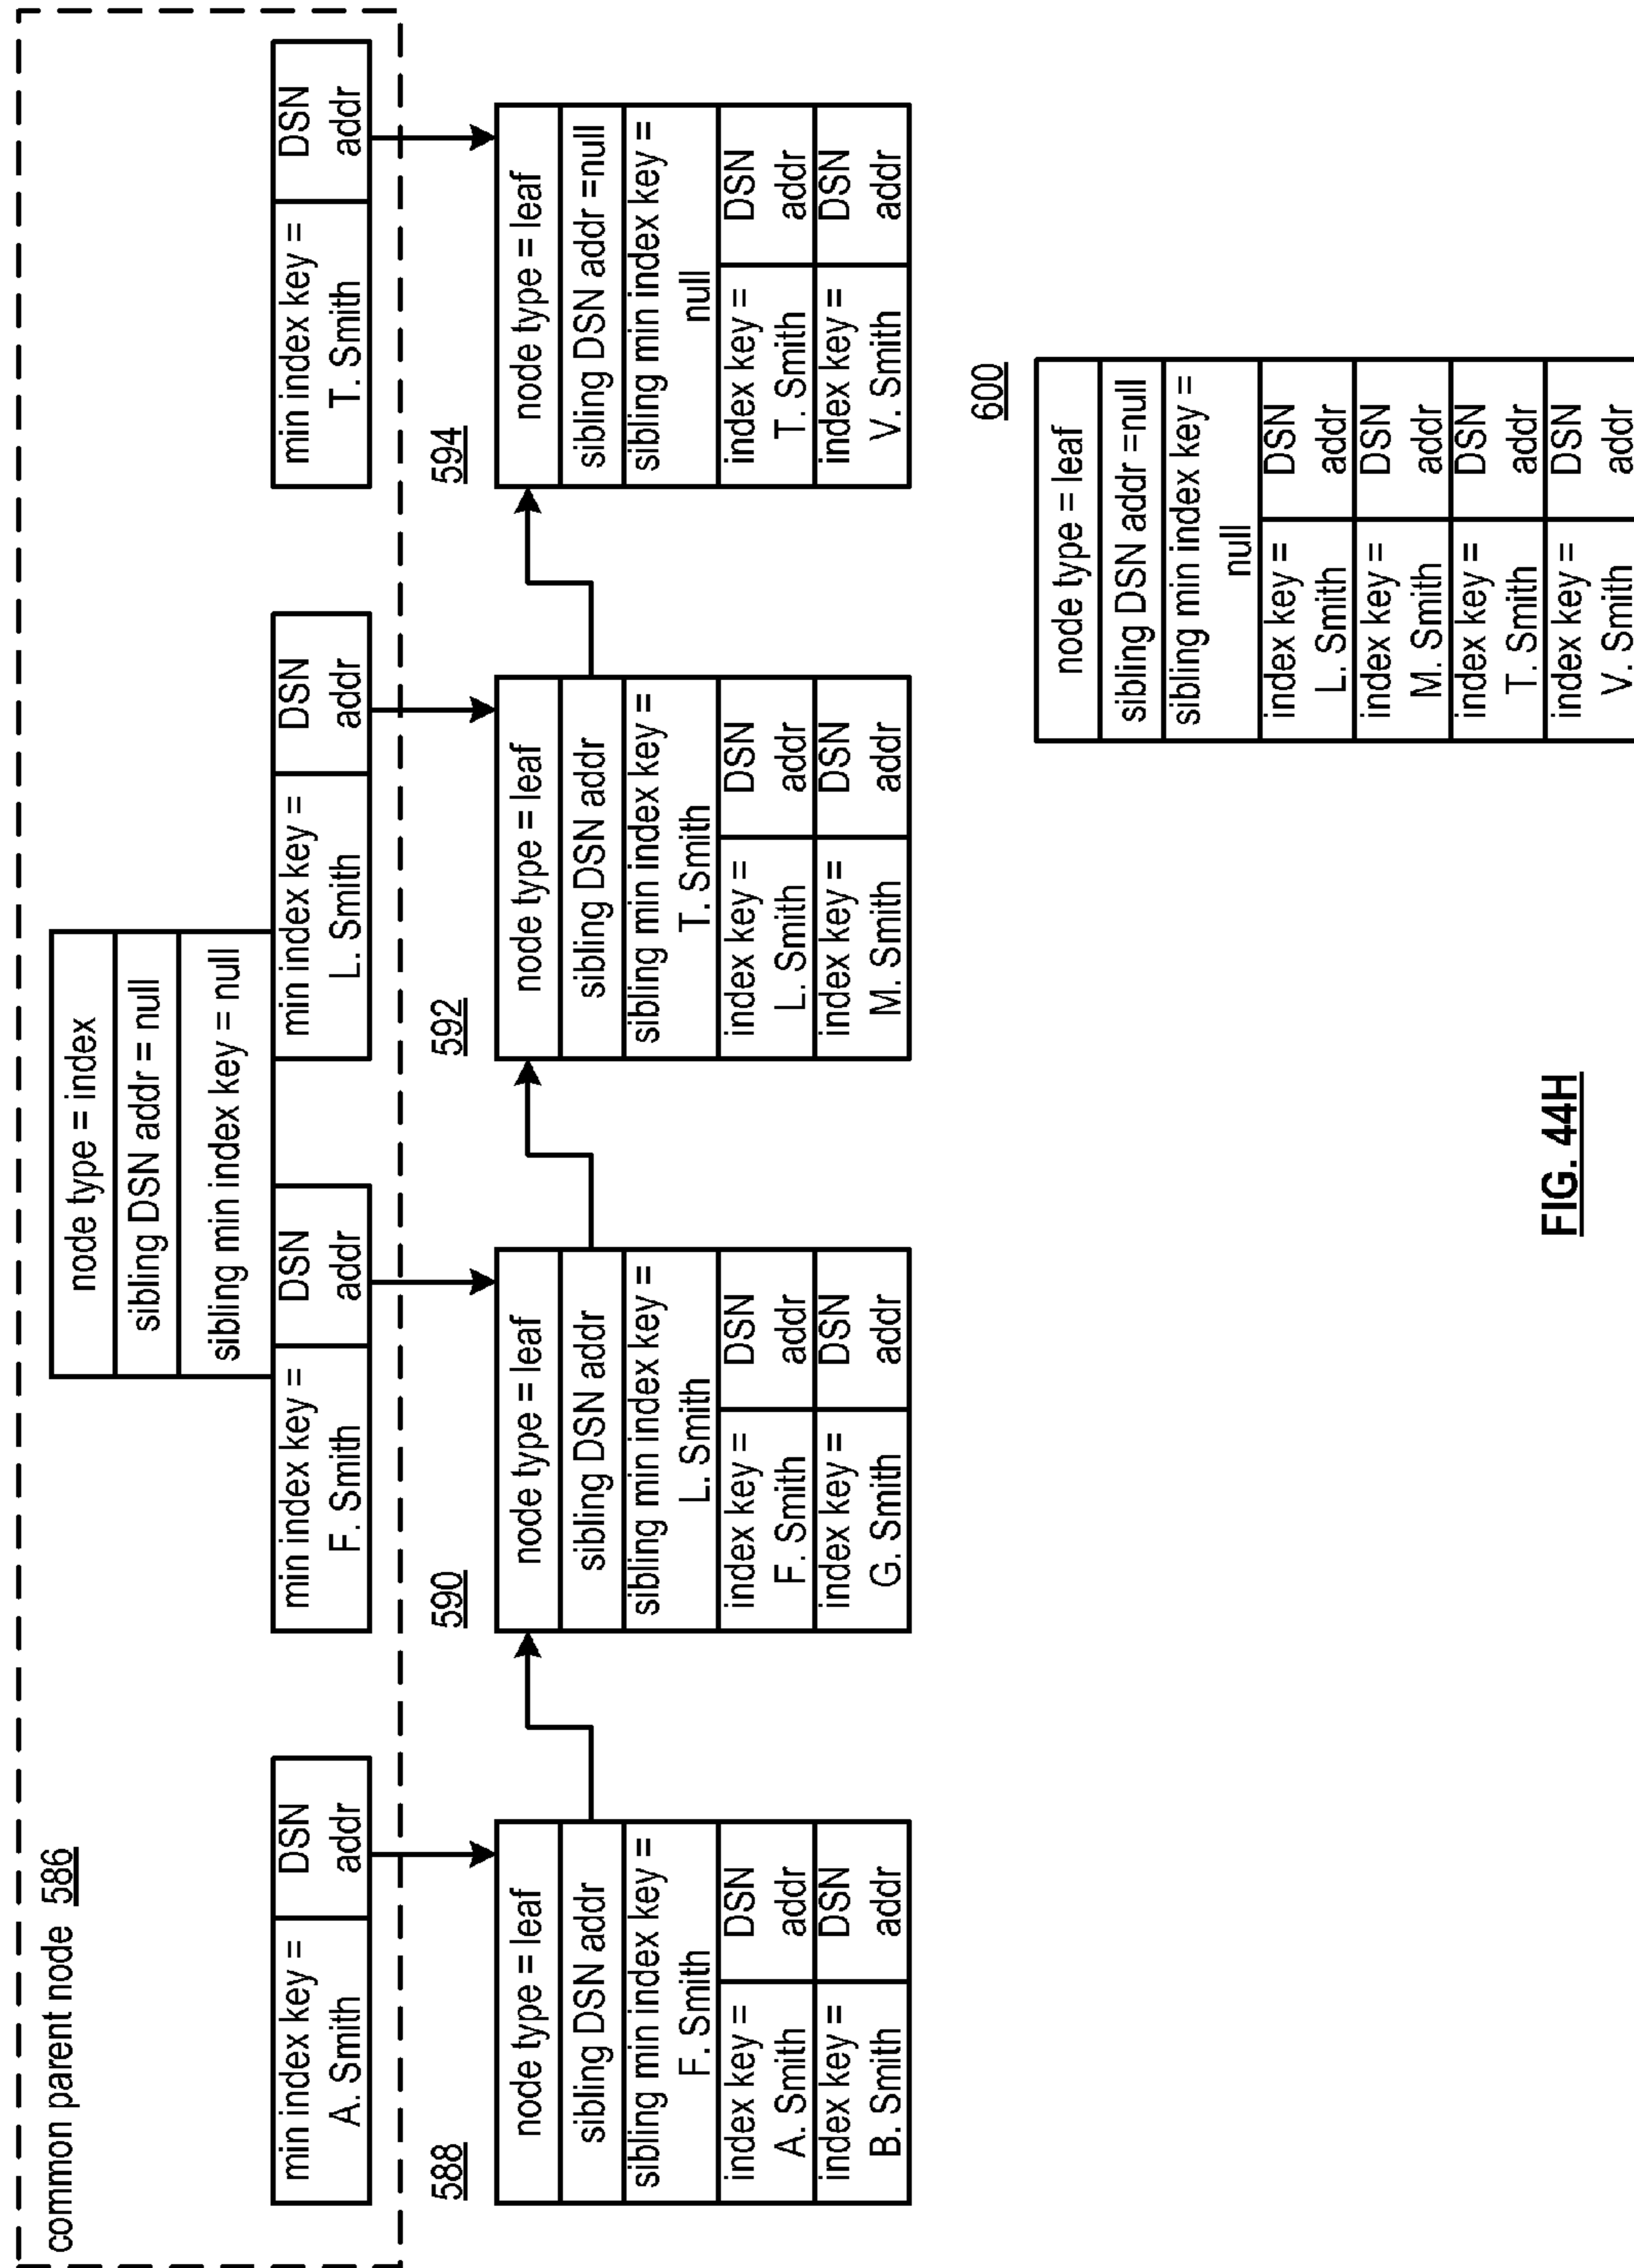 common parent node 586
node type = index
sibling DSN addr = null
sibling min index key = null
min index key =
A. Smith
DSN
addr
min index key =
F. Smith
DSN
addr
min index key =
L. Smith
DSN
addr
min index key =
T. Smith
DSN
addr
588
node type = leaf
sibling DSN addr
sibling min index key =
F. Smith
index key =
A. Smith
DSN
addr
index key =
B. Smith
DSN
addr
590
node type = leaf
sibling DSN addr
sibling min index key =
L. Smith
index key =
F. Smith
DSN
addr
index key =
G. Smith
DSN
addr
592
node type = leaf
sibling DSN addr
sibling min index key =
T. Smith
index key =
L. Smith
DSN
addr
index key =
M. Smith
DSN
addr
594
node type = leaf
sibling DSN addr =null
sibling min index key =
null
index key =
T. Smith
DSN
addr
index key =
V. Smith
DSN
addr
600
node type = leaf
sibling DSN addr =null
sibling min index key =
null
index key =
L. Smith
DSN
addr
index key =
M. Smith
DSN
addr
index key =
T. Smith
DSN
addr
index key =
V. Smith
DSN
addr
FIG. 44H